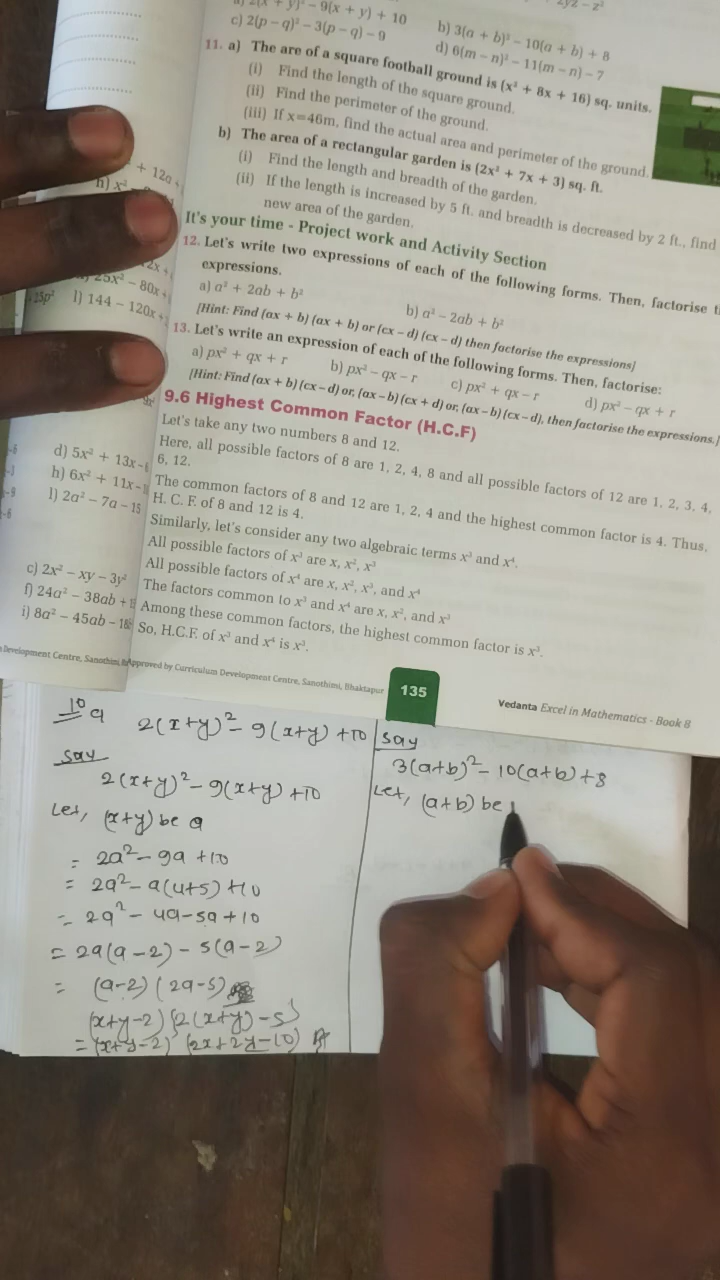 2yz – z²
a) 2(x + y)² – 9(x + y) + 10
b) 3(a + b)² – 10(a + b) + 8
c) 2(p – q)² – 3(p – q) – 9
d) 6(m – n)² – 11(m – n) – 7
11. a) The are of a square football ground is (x² + 8x + 16) sq. units.
(i) Find the length of the square ground.
(ii) Find the perimeter of the ground.
(iii) If x=46m, find the actual area and perimeter of the ground.
b) The area of a rectangular garden is (2x² + 7x + 3) sq. ft.
(i) Find the length and breadth of the garden.
(ii) If the length is increased by 5 ft. and breadth is decreased by 2 ft., find
new area of the garden.
It's your time - Project work and Activity Section
12. Let's write two expressions of each of the following forms. Then, factorise
expressions.
a) a² + 2ab + b²
b) a² – 2ab + b²
[Hint: Find (ax + b) (ax + b) or (cx – d) (cx – d) then factorise the expressions]
13. Let's write an expression of each of the following forms. Then, factorise:
a) px² + qx + r
b) px² – qx – r
c) px² + qx – r
d) px² – qx + r
[Hint: Find (ax + b) (cx – d) or, (ax – b) (cx + d) or, (ax – b) (cx – d), then factorise the expressions.]
9.6 Highest Common Factor (H.C.F)
Let's take any two numbers 8 and 12.
Here, all possible factors of 8 are 1, 2, 4, 8 and all possible factors of 12 are 1, 2, 3, 4,
6, 12.
The common factors of 8 and 12 are 1, 2, 4 and the highest common factor is 4. Thus,
H. C. F. of 8 and 12 is 4.
Similarly, let's consider any two algebraic terms x³ and x⁴.
All possible factors of x³ are x, x², x³
All possible factors of x⁴ are x, x², x³, and x⁴
The factors common to x³ and x⁴ are x, x², and x³
Among these common factors, the highest common factor is x³.
So, H.C.F. of x³ and x⁴ is x³.
Approved by Curriculum Development Centre, Sanothimi, Bhaktapur
135
Vedanta Excel in Mathematics - Book 8
+ 12a +
h) x²
25x² – 80x +
25p²
l) 144 – 120x +
d) 5x² + 13x – 6
h) 6x² + 11x –
l) 2a² – 7a – 15
c) 2x² – xy – 3y²
f) 24a² – 38ab +
i) 8a² – 45ab –
Development Centre, Sanothimi,
10 a
2(x+y)² – 9(x+y) +10
Say
2(x+y)² – 9(x+y) +10
Let, (x+y) be a
= 2a² – 9a +10
= 2a² – a(4+5) +10
= 2a² – 4a – 5a + 10
= 2a(a – 2) – 5(a – 2)
= (a – 2) (2a – 5)
(x+y – 2) {2(x+y) – 5}
= (x+y – 2) (2x+2y – 10)
Say
3(a+b)² – 10(a+b) + 8
Let, (a+b) be